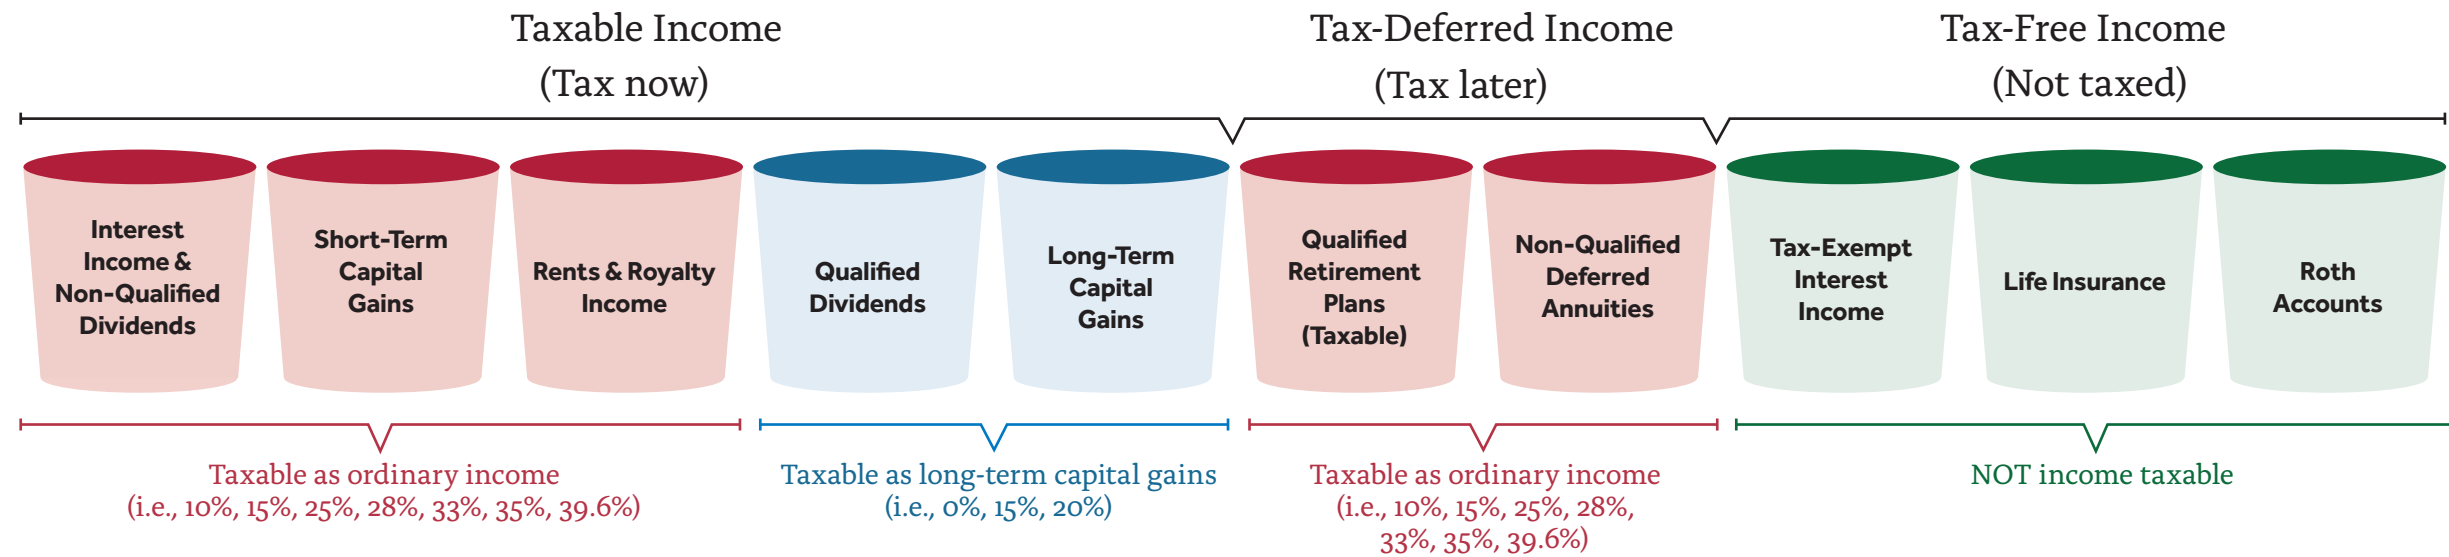 Taxable Income
(Tax now)
Tax-Deferred Income
(Tax later)
Tax-Free Income
(Not taxed)
Interest
Income &
Non-Qualified
Dividends
Short-Term
Capital
Gains
Rents & Royalty
Income
Qualified
Dividends
Long-Term
Capital
Gains
Qualified
Retirement
Plans
(Taxable)
Non-Qualified
Deferred
Annuities
Tax-Exempt
Interest
Income
Life Insurance
Roth
Accounts
Taxable as ordinary income
(i.e., 10%, 15%, 25%, 28%, 33%, 35%, 39.6%)
Taxable as long-term capital gains
(i.e., 0%, 15%, 20%)
Taxable as ordinary income
(i.e., 10%, 15%, 25%, 28%,
33%, 35%, 39.6%)
NOT income taxable